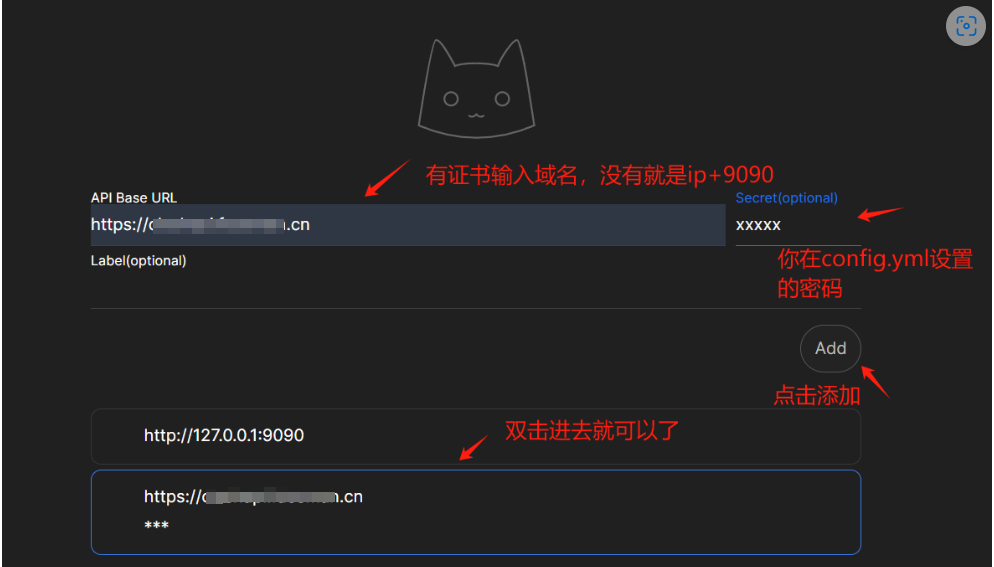 有证书输入域名，没有就是ip+9090
API Base URL
Secret(optional)
https:// .cn
xxxxx
Label(optional)
你在config.yml设置
的密码
Add
点击添加
http://127.0.0.1:9090
双击进去就可以了
https:// .cn
***